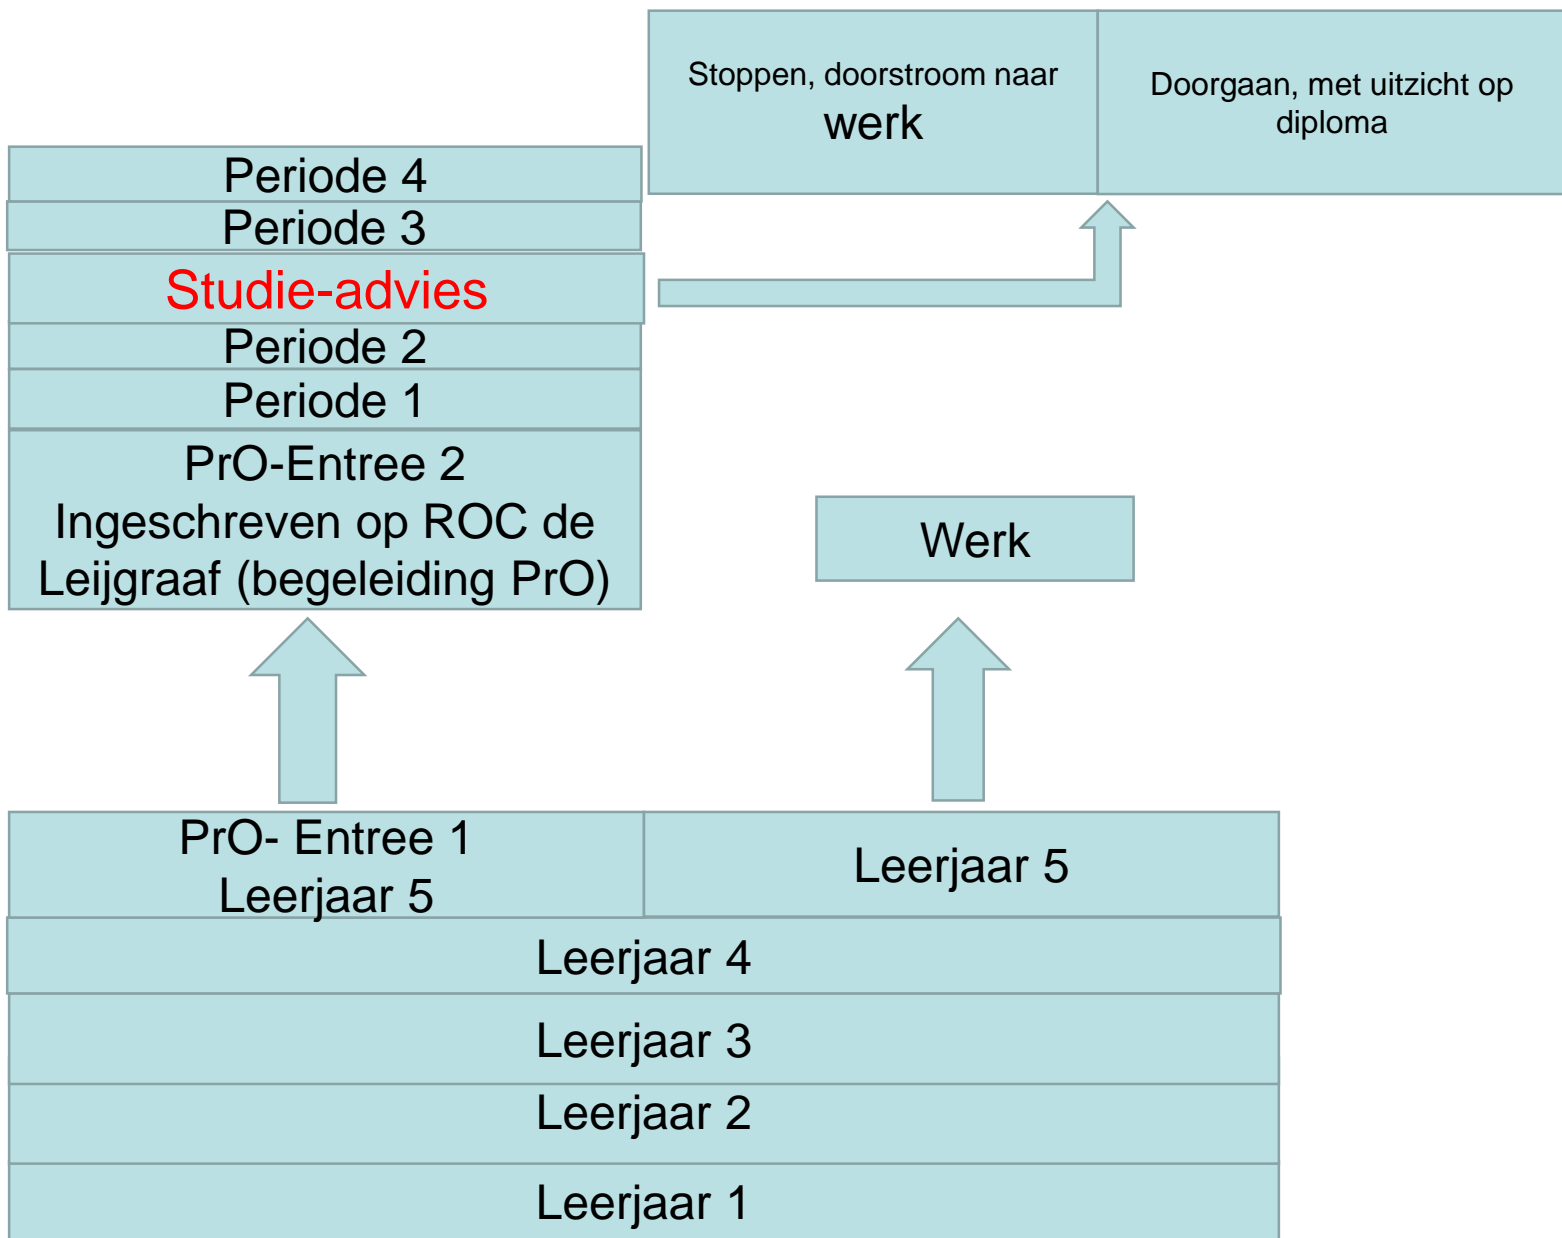 Stoppen, doorstroom naar
werk
Doorgaan, met uitzicht op
diploma
Periode 4
Periode 3
Studie-advies
Periode 2
Periode 1
PrO-Entree 2
Ingeschreven op ROC de
Leijgraaf (begeleiding PrO)
Werk
PrO- Entree 1
Leerjaar 5
Leerjaar 5
Leerjaar 4
Leerjaar 3
Leerjaar 2
Leerjaar 1